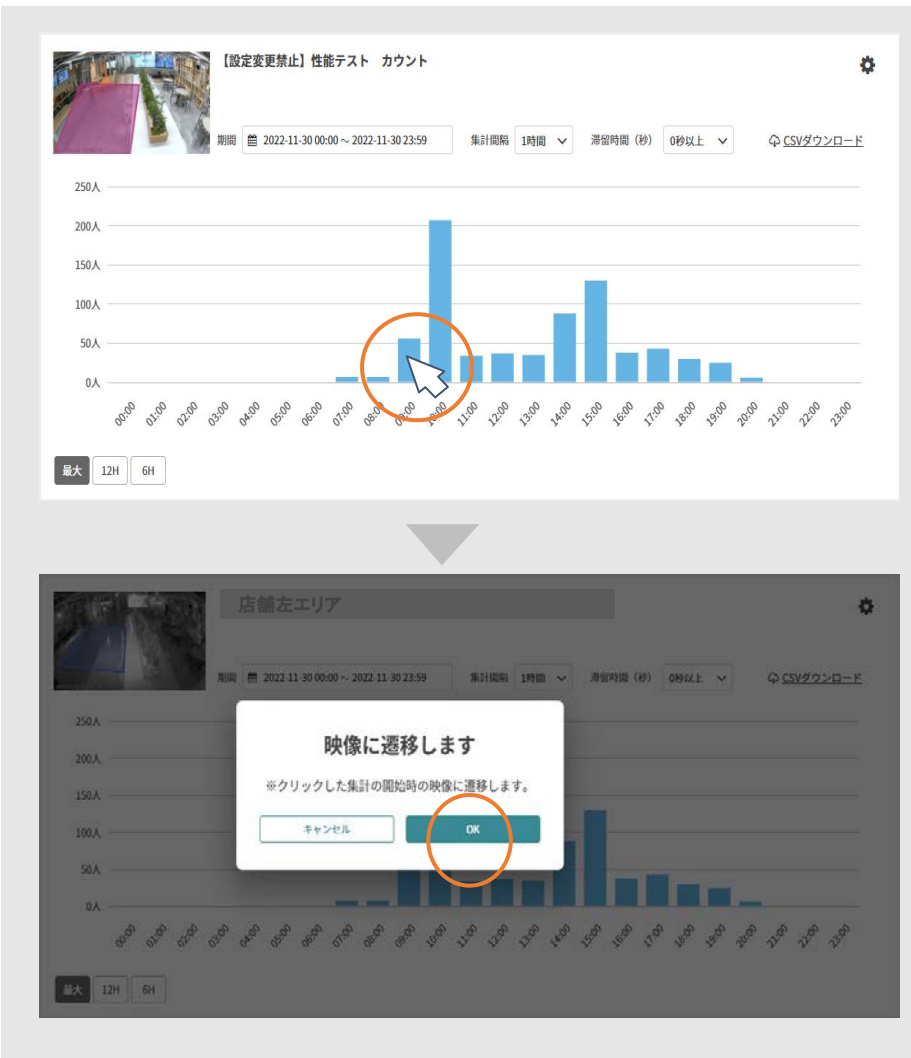 【設定変更禁止】性能テスト　カウント
期間 2022-11-30 00:00 ~ 2022-11-30 23:59 集計間隔 1時間 滞留時間（秒） 0秒以上 CSVダウンロード
250人
200人
150人
100人
50人
0人
00:00 01:00 02:00 03:00 04:00 05:00 06:00 07:00 08:00 09:00 10:00 11:00 12:00 13:00 14:00 15:00 16:00 17:00 18:00 19:00 20:00 21:00 22:00 23:00
最大 12H 6H
店舗左エリア
期間 2022-11-30 00:00 ~ 2022-11-30 23:59 集計間隔 1時間 滞留時間（秒） 0秒以上 CSVダウンロード
250人
200人
150人
100人
50人
0人
映像に遷移します
※クリックした集計の開始時の映像に遷移します。
キャンセル OK
00:00 01:00 02:00 03:00 04:00 05:00 06:00 07:00 08:00 09:00 10:00 11:00 12:00 13:00 14:00 15:00 16:00 17:00 18:00 19:00 20:00 21:00 22:00 23:00
最大 12H 6H